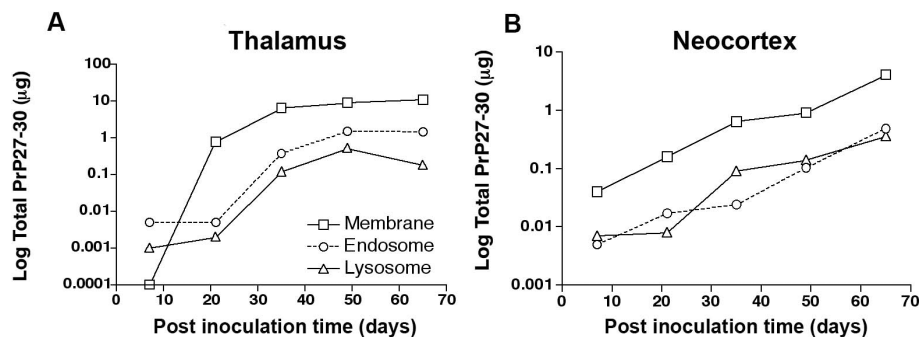 A
Thalamus
Log Total PrP27-30 (μg)
100
10
1
0.1
0.01
0.001
0.0001
0 10 20 30 40 50 60 70
Membrane
Endosome
Lysosome
Post inoculation time (days)
B
Neocortex
Log Total PrP27-30 (μg)
10
1
0.1
0.01
0.001
0 10 20 30 40 50 60 70
Post inoculation time (days)